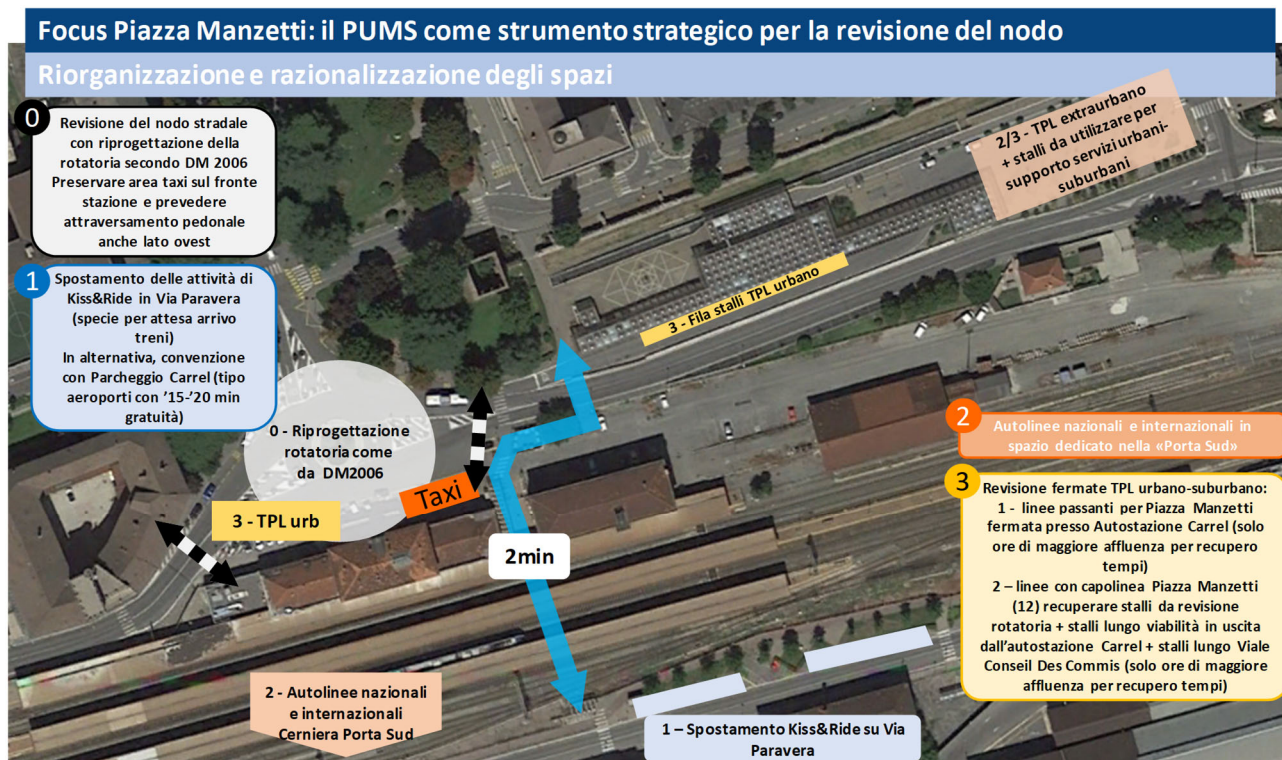 Focus Piazza Manzetti: il PUMS come strumento strategico per la revisione del nodo
Riorganizzazione e razionalizzazione degli spazi
0
Revisione del nodo stradale
con riprogettazione della
rotatoria secondo DM 2006
Preservare area taxi sul fronte
stazione e prevedere
attraversamento pedonale
anche lato ovest
1
Spostamento delle attività di
Kiss&Ride in Via Paravera
(specie per attesa arrivo
treni)
In alternativa, convenzione
con Parcheggio Carrel (tipo
aeroporti con '15-'20 min
gratuità)
2/3 - TPL extraurbano
+ stalli da utilizzare per
supporto servizi urbani-
suburbani
3 - Fila stalli TPL urbano
0 - Riprogettazione
rotatoria come
da DM2006
Taxi
3 - TPL urb
2min
2
Autolinee nazionali e internazionali in
spazio dedicato nella «Porta Sud»
3
Revisione fermate TPL urbano-suburbano:
1 - linee passanti per Piazza Manzetti
fermata presso Autostazione Carrel (solo
ore di maggiore affluenza per recupero
tempi)
2 – linee con capolinea Piazza Manzetti
(12) recuperare stalli da revisione
rotatoria + stalli lungo viabilità in uscita
dall'autostazione Carrel + stalli lungo Viale
Conseil Des Commis (solo ore di maggiore
affluenza per recupero tempi)
2 - Autolinee nazionali
e internazionali
Cerniera Porta Sud
1 – Spostamento Kiss&Ride su Via
Paravera